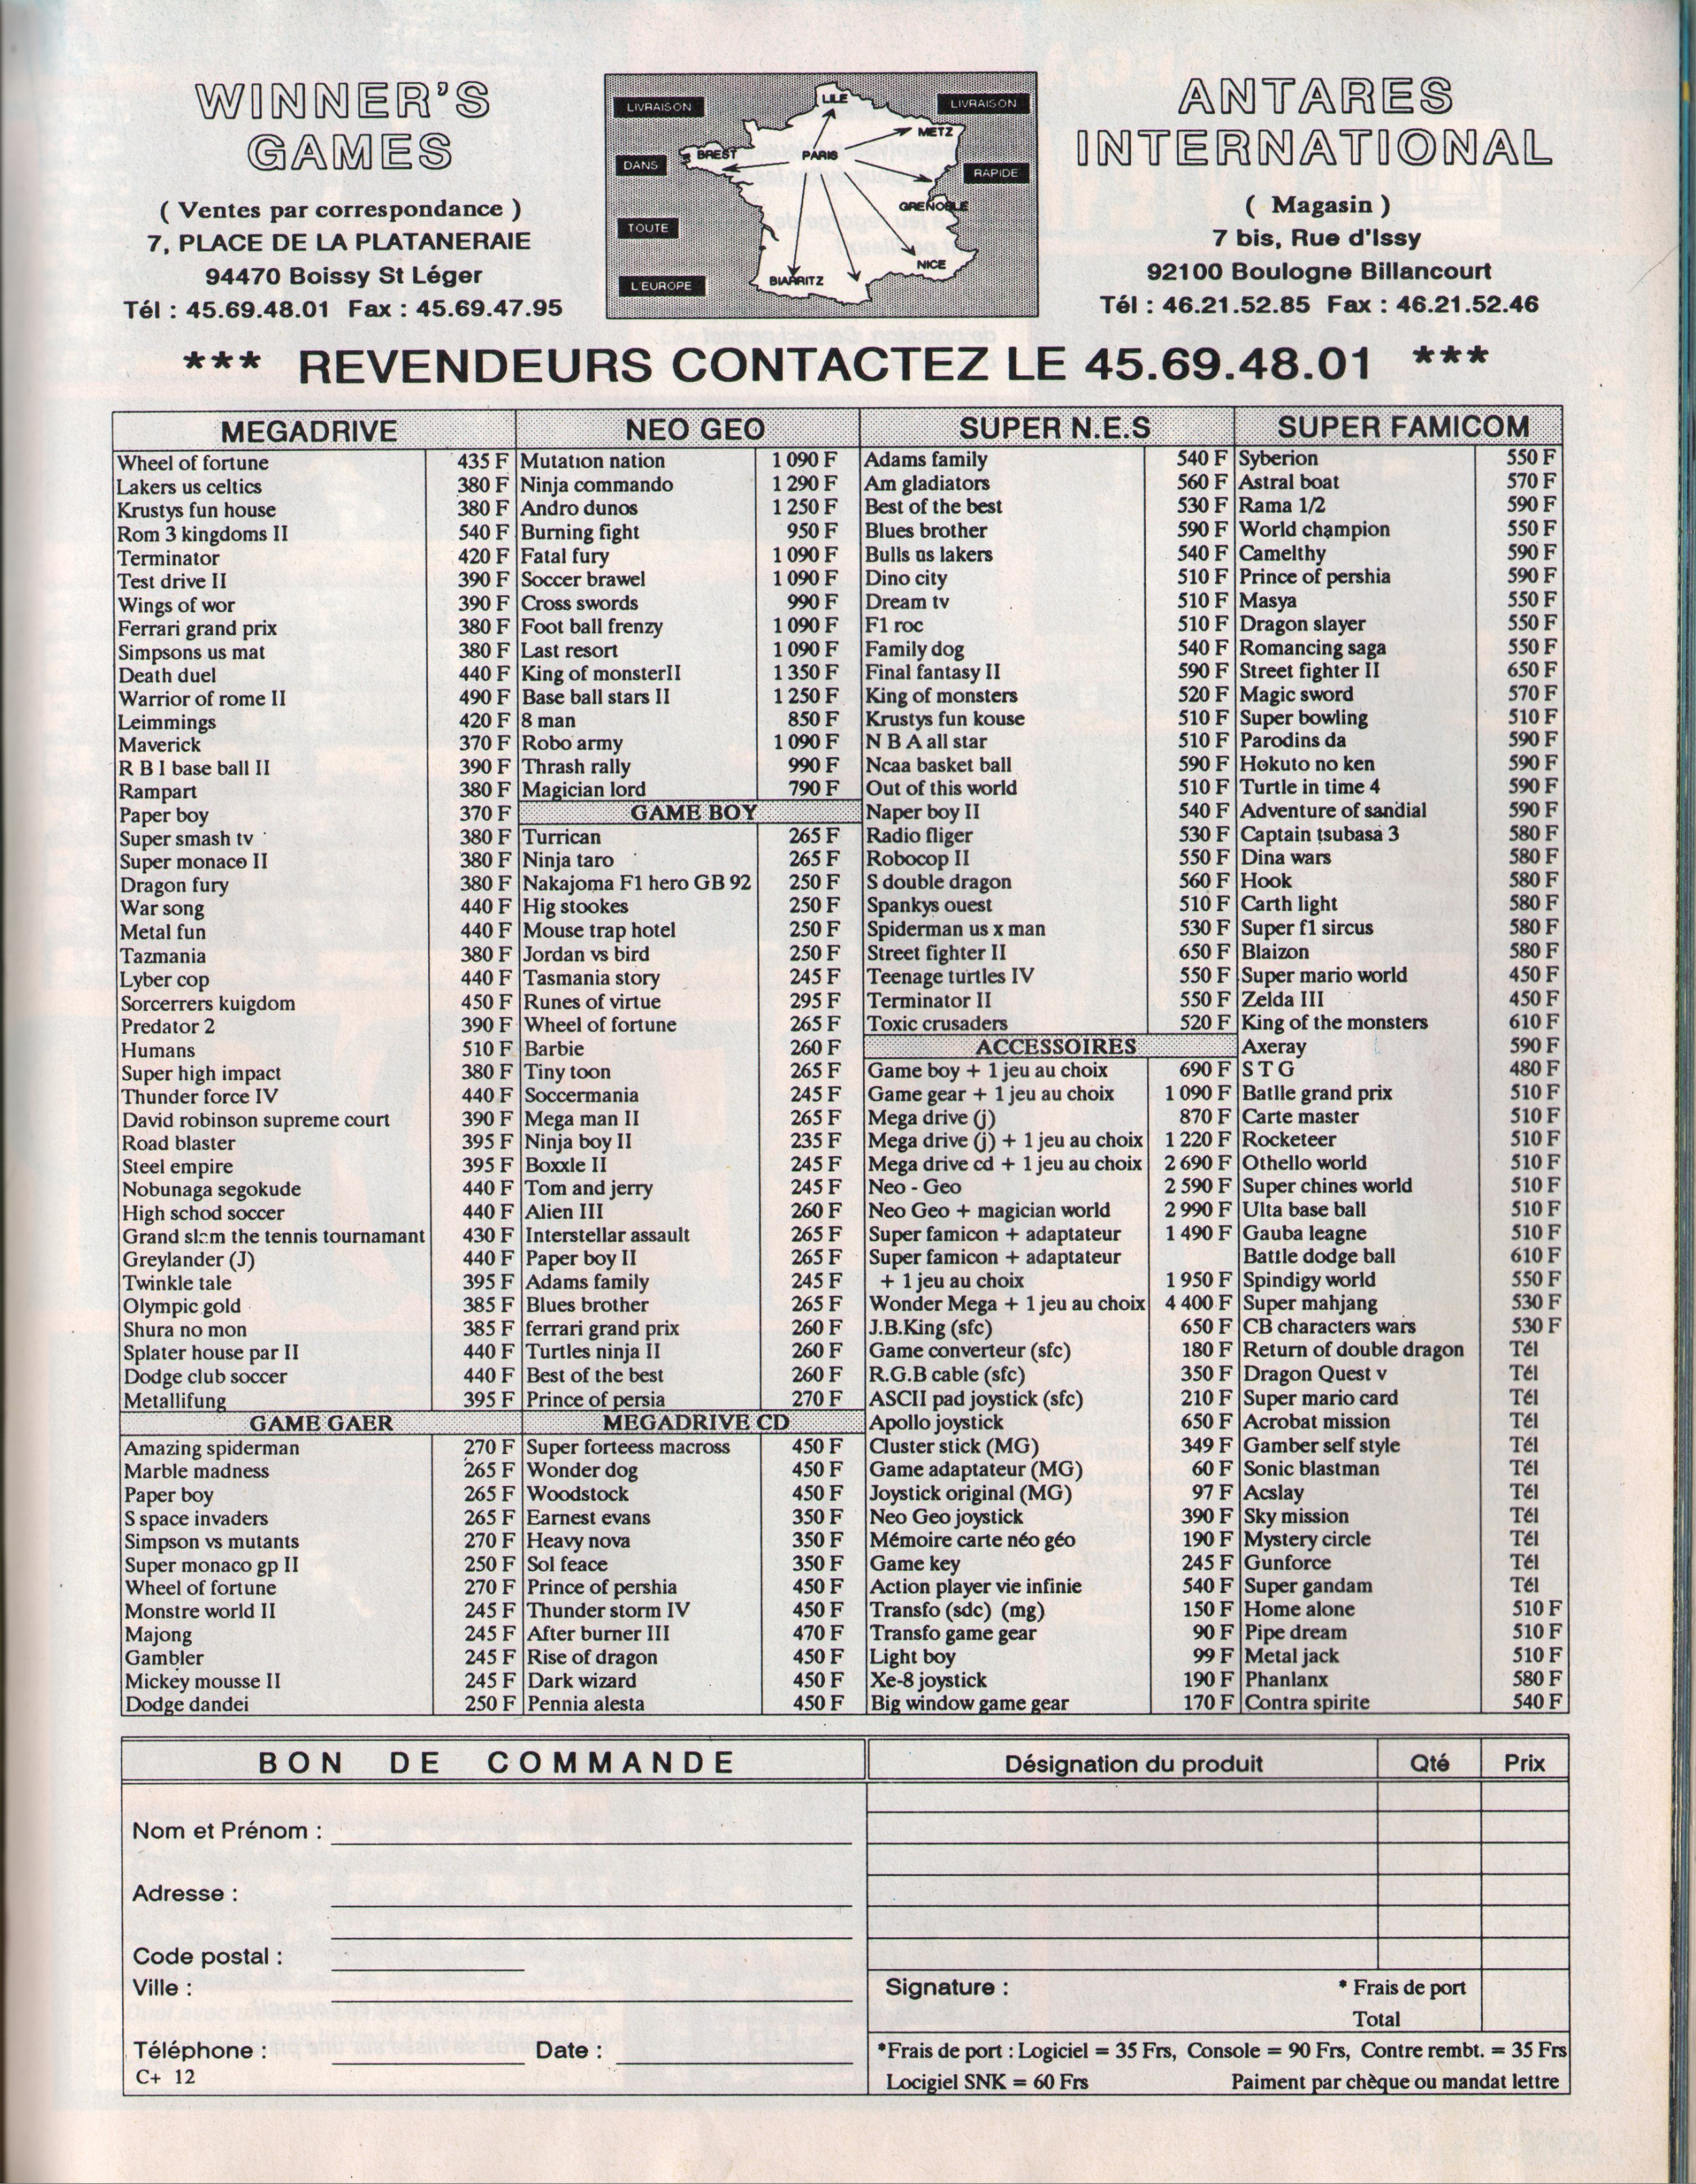 WINNER'S
GAMES
( Ventes par correspondance )
7, PLACE DE LA PLATANERAIE
94470 Boissy St Léger
Tél : 45.69.48.01 Fax : 45.69.47.95
LIVRAISON
DANS
TOUTE
L'EUROPE
LILE
METZ
BREST
PARIS
GRENOBLE
NICE
BIARRITZ
LIVRAISON
RAPIDE
ANTARES
INTERNATIONAL
( Magasin )
7 bis, Rue d'Issy
92100 Boulogne Billancourt
Tél : 46.21.52.85 Fax : 46.21.52.46
*** REVENDEURS CONTACTEZ LE 45.69.48.01 ***
MEGADRIVE
Wheel of fortune 435 F
Lakers us celtics 380 F
Krustys fun house 380 F
Rom 3 kingdoms II 540 F
Terminator 420 F
Test drive II 390 F
Wings of wor 390 F
Ferrari grand prix 380 F
Simpsons us mat 380 F
Death duel 440 F
Warrior of rome II 490 F
Leimmings 420 F
Maverick 370 F
R B I base ball II 390 F
Rampart 380 F
Paper boy 370 F
Super smash tv 380 F
Super monaco II 380 F
Dragon fury 380 F
War song 440 F
Metal fun 440 F
Tazmania 380 F
Lyber cop 440 F
Sorcerrers kuigdom 450 F
Predator 2 390 F
Humans 510 F
Super high impact 380 F
Thunder force IV 440 F
David robinson supreme court 390 F
Road blaster 395 F
Steel empire 395 F
Nobunaga segokude 440 F
High schod soccer 440 F
Grand slam the tennis tournamant 430 F
Greylander (J) 440 F
Twinkle tale 395 F
Olympic gold 385 F
Shura no mon 385 F
Splater house par II 440 F
Dodge club soccer 440 F
Metallifung 395 F
GAME GAER
Amazing spiderman 270 F
Marble madness 265 F
Paper boy 265 F
S space invaders 265 F
Simpson vs mutants 270 F
Super monaco gp II 250 F
Wheel of fortune 270 F
Monstre world II 245 F
Majong 245 F
Gambler 245 F
Mickey mousse II 245 F
Dodge dandei 250 F
NEO GEO
Mutation nation 1 090 F
Ninja commando 1 290 F
Andro dunos 1 250 F
Burning fight 950 F
Fatal fury 1 090 F
Soccer brawel 1 090 F
Cross swords 990 F
Foot ball frenzy 1 090 F
Last resort 1 090 F
King of monsterII 1 350 F
Base ball stars II 1 250 F
8 man 850 F
Robo army 1 090 F
Thrash rally 990 F
Magician lord 790 F
GAME BOY
Turrican 265 F
Ninja taro 265 F
Nakajoma F1 hero GB 92 250 F
Hig stookes 250 F
Mouse trap hotel 250 F
Jordan vs bird 250 F
Tasmania story 245 F
Runes of virtue 295 F
Wheel of fortune 265 F
Barbie 260 F
Tiny toon 265 F
Soccermania 245 F
Mega man II 265 F
Ninja boy II 235 F
Boxxle II 245 F
Tom and jerry 245 F
Alien III 260 F
Interstellar assault 265 F
Paper boy II 265 F
Adams family 245 F
Blues brother 265 F
ferrari grand prix 260 F
Turtles ninja II 260 F
Best of the best 260 F
Prince of persia 270 F
MEGADRIVE CD
Super forteess macross 450 F
Wonder dog 450 F
Woodstock 450 F
Earnest evans 350 F
Heavy nova 350 F
Sol feace 350 F
Prince of pershia 450 F
Thunder storm IV 450 F
After burner III 470 F
Rise of dragon 450 F
Dark wizard 450 F
Pennia alesta 450 F
SUPER N.E.S
Adams family 540 F
Am gladiators 560 F
Best of the best 530 F
Blues brother 590 F
Bulls as lakers 540 F
Dino city 510 F
Dream tv 510 F
F1 roc 510 F
Family dog 540 F
Final fantasy II 590 F
King of monsters 520 F
Krustys fun kouse 510 F
N B A all star 510 F
Ncaa basket ball 590 F
Out of this world 510 F
Naper boy II 540 F
Radio fliger 530 F
Robocop II 550 F
S double dragon 560 F
Spankys ouest 510 F
Spiderman us x man 530 F
Street fighter II 650 F
Teenage turtles IV 550 F
Terminator II 550 F
Toxic crusaders 520 F
ACCESSOIRES
Game boy + 1 jeu au choix 690 F
Game gear + 1 jeu au choix 1 090 F
Mega drive (j) 870 F
Mega drive (j) + 1 jeu au choix 1 220 F
Mega drive cd + 1 jeu au choix 2 690 F
Neo - Geo 2 590 F
Neo Geo + magician world 2 990 F
Super famicon + adaptateur 1 490 F
Super famicon + adaptateur
+ 1 jeu au choix 1 950 F
Wonder Mega + 1 jeu au choix 4 400 F
J.B.King (sfc) 650 F
Game converteur (sfc) 180 F
R.G.B cable (sfc) 350 F
ASCII pad joystick (sfc) 210 F
Apollo joystick 650 F
Cluster stick (MG) 349 F
Game adaptateur (MG) 60 F
Joystick original (MG) 97 F
Neo Geo joystick 390 F
Mémoire carte néo géo 190 F
Game key 245 F
Action player vie infinie 540 F
Transfo (sdc) (mg) 150 F
Transfo game gear 90 F
Light boy 99 F
Xe-8 joystick 190 F
Big window game gear 170 F
SUPER FAMICOM
Syberion 550 F
Astral boat 570 F
Rama 1/2 590 F
World champion 550 F
Camelthy 590 F
Prince of pershia 590 F
Masya 550 F
Dragon slayer 550 F
Romancing saga 550 F
Street fighter II 650 F
Magic sword 570 F
Super bowling 510 F
Parodins da 590 F
Hokuto no ken 590 F
Turtle in time 4 590 F
Adventure of sandial 590 F
Captain tsubasa 3 580 F
Dina wars 580 F
Hook 580 F
Carth light 580 F
Super f1 sircus 580 F
Blaizon 580 F
Super mario world 450 F
Zelda III 450 F
King of the monsters 610 F
Axeray 590 F
S T G 480 F
Batlle grand prix 510 F
Carte master 510 F
Rocketeer 510 F
Othello world 510 F
Super chines world 510 F
Ulta base ball 510 F
Gauba leagne 510 F
Battle dodge ball 610 F
Spindigy world 550 F
Super mahjang 530 F
CB characters wars 530 F
Return of double dragon Tél
Dragon Quest v Tél
Super mario card Tél
Acrobat mission Tél
Gamber self style Tél
Sonic blastman Tél
Acslay Tél
Sky mission Tél
Mystery circle Tél
Gunforce Tél
Super gandam Tél
Home alone 510 F
Pipe dream 510 F
Metal jack 510 F
Phanlanx 580 F
Contra spirite 540 F
BON DE COMMANDE
Nom et Prénom :
Adresse :
Code postal :
Ville :
Téléphone : Date :
C+ 12
Désignation du produit Qté Prix
Signature : * Frais de port
Total
*Frais de port : Logiciel = 35 Frs, Console = 90 Frs, Contre rembt. = 35 Frs
Locigiel SNK = 60 Frs Paiment par chèque ou mandat lettre